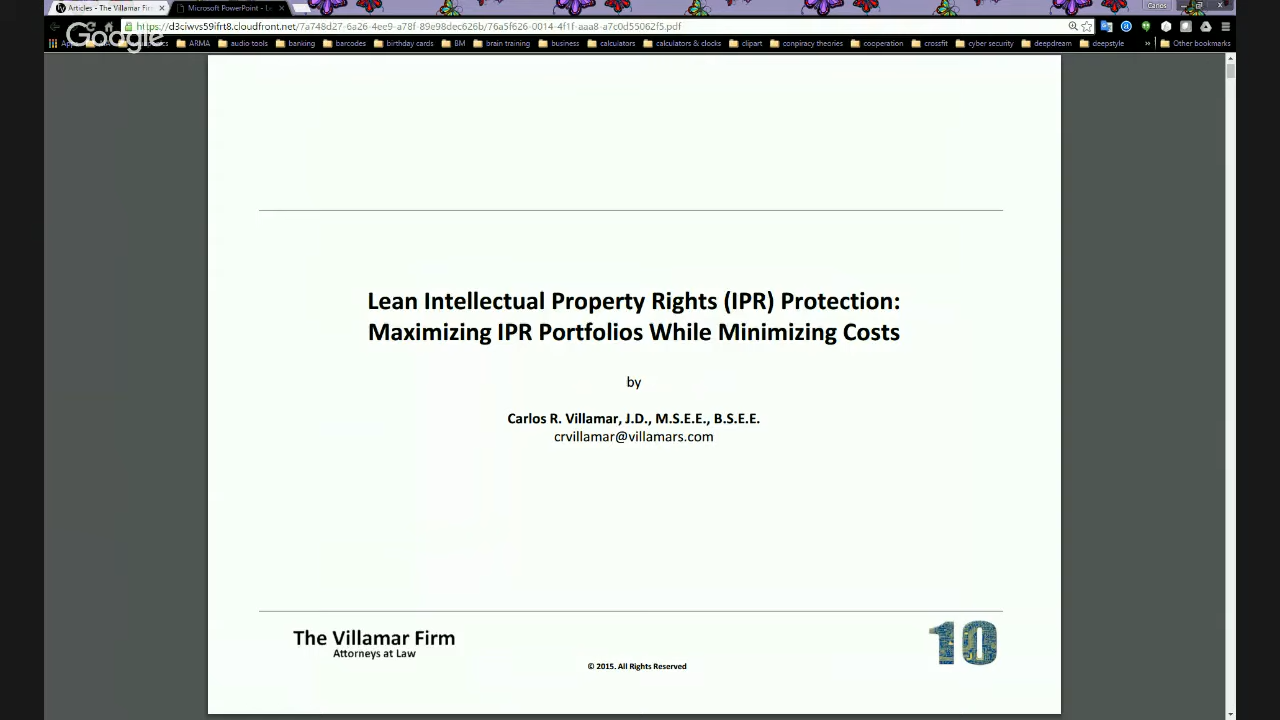 Articles - The Villamar Fi
Microsoft PowerPoint - L
Carlos
Google
https://d3ciwvs59ifrt8.cloudfront.net/7a748d27-6a26-4ee9-a78f-89e98dec626b/76a5f626-0014-4f1f-aaa8-a7c0d55062f5.pdf
ARMA audio tools banking barcodes birthday cards BM brain training business calculators calculators & clocks clipart conpiracy theories cooperation crossfit cyber security deepdream deepstyle » Other bookmarks
Lean Intellectual Property Rights (IPR) Protection:
Maximizing IPR Portfolios While Minimizing Costs
by
Carlos R. Villamar, J.D., M.S.E.E., B.S.E.E.
crvillamar@villamars.com
The Villamar Firm
Attorneys at Law
10
© 2015. All Rights Reserved